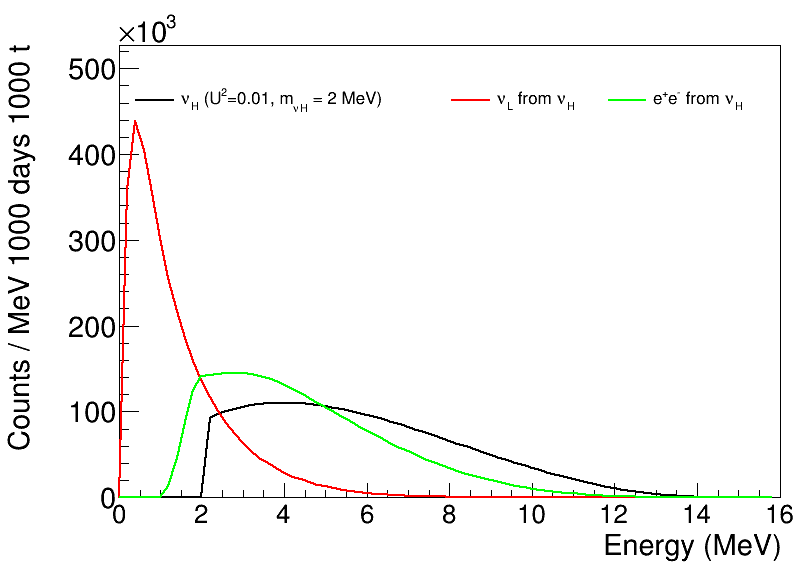 ×10³
Counts / MeV 1000 days 1000 t
500
400
300
200
100
0
ν_H (U²=0.01, m_νH = 2 MeV)
ν_L from ν_H
e⁺e⁻ from ν_H
0 2 4 6 8 10 12 14 16
Energy (MeV)